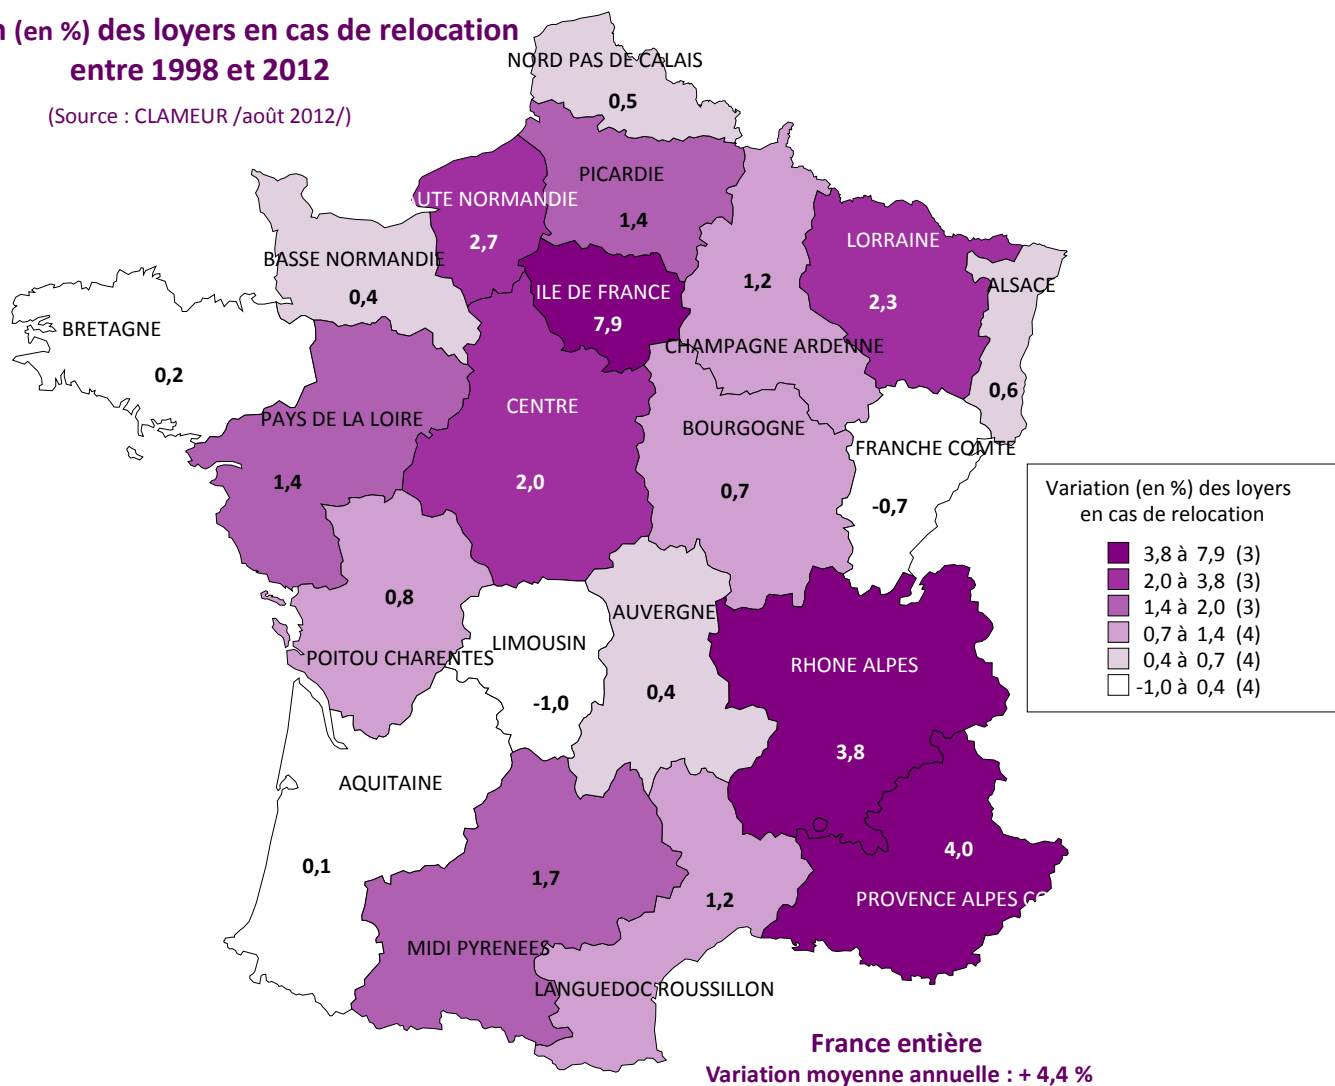 n (en %) des loyers en cas de relocation
entre 1998 et 2012
(Source : CLAMEUR /août 2012/)
NORD PAS DE CALAIS
0,5
PICARDIE
1,4
AUTE NORMANDIE
2,7
BASSE NORMANDIE
0,4
ILE DE FRANCE
7,9
1,2
CHAMPAGNE ARDENNE
LORRAINE
2,3
ALSACE
0,6
BRETAGNE
0,2
PAYS DE LA LOIRE
1,4
CENTRE
2,0
BOURGOGNE
0,7
FRANCHE COMTE
-0,7
0,8
POITOU CHARENTES
LIMOUSIN
-1,0
AUVERGNE
0,4
RHONE ALPES
3,8
AQUITAINE
0,1
1,7
MIDI PYRENEES
1,2
LANGUEDOC ROUSSILLON
4,0
PROVENCE ALPES CO
Variation (en %) des loyers
en cas de relocation
3,8 à 7,9 (3)
2,0 à 3,8 (3)
1,4 à 2,0 (3)
0,7 à 1,4 (4)
0,4 à 0,7 (4)
-1,0 à 0,4 (4)
France entière
Variation moyenne annuelle : + 4,4 %